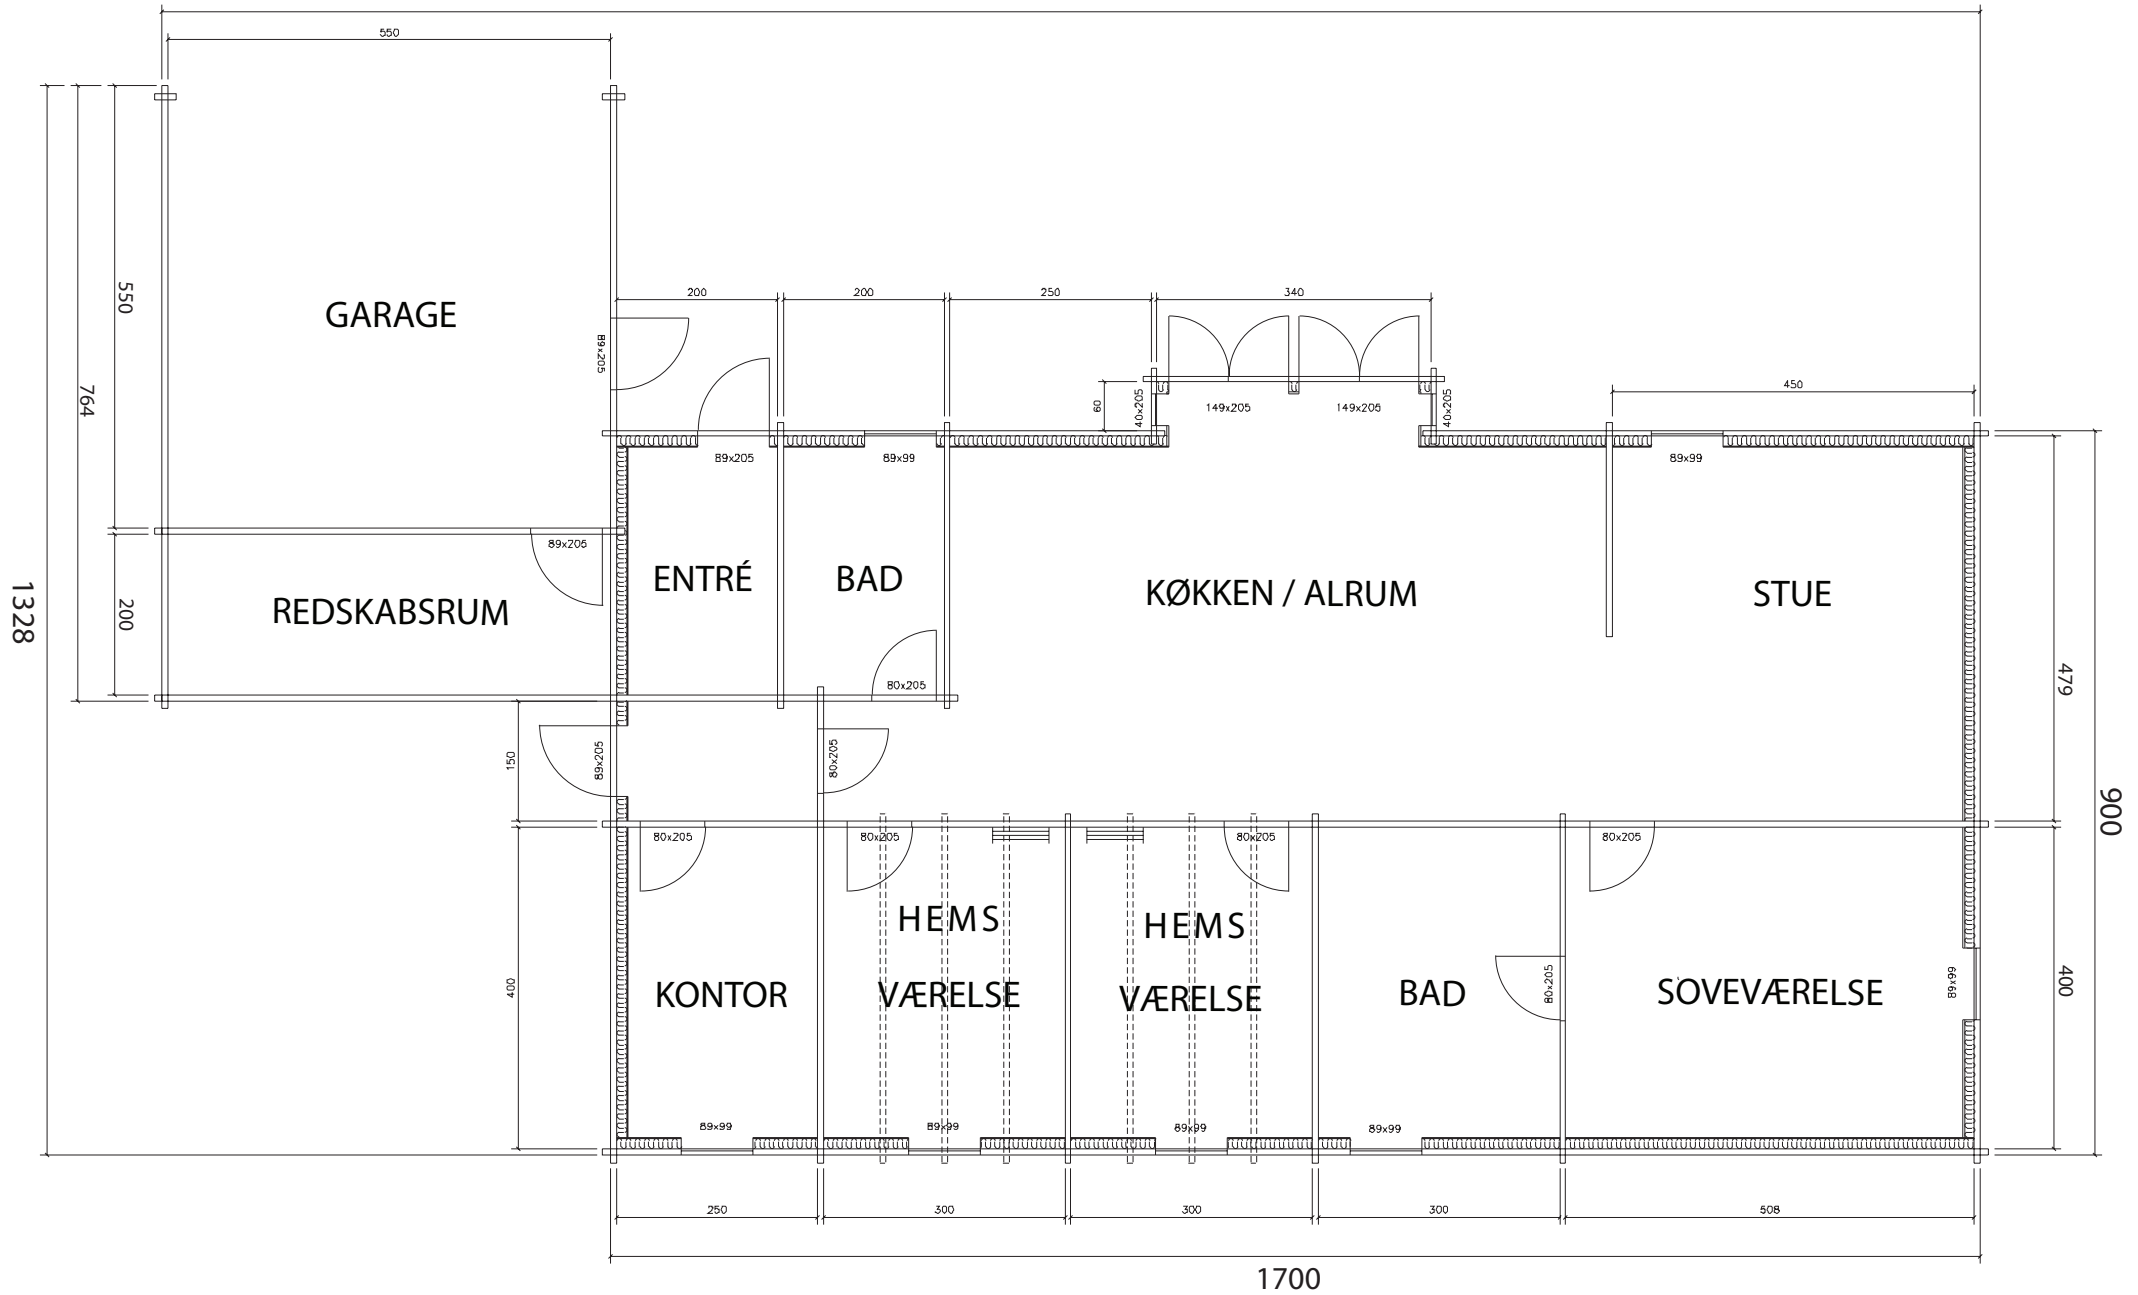 550
200
200
250
340
450
550
764
200
1328
GARAGE
89x205
60
40x205
149x205
149x205
40x205
89x205
89x99
89x99
89x205
ENTRÉ
BAD
KØKKEN / ALRUM
STUE
REDSKABSRUM
479
900
80x205
150
89x205
80x205
80x205
80x205
80x205
80x205
HEMS
HEMS
400
KONTOR
VÆRELSE
VÆRELSE
BAD
80x205
SOVEVÆRELSE
89x99
400
89x99
89x99
89x99
89x99
250
300
300
300
508
1700